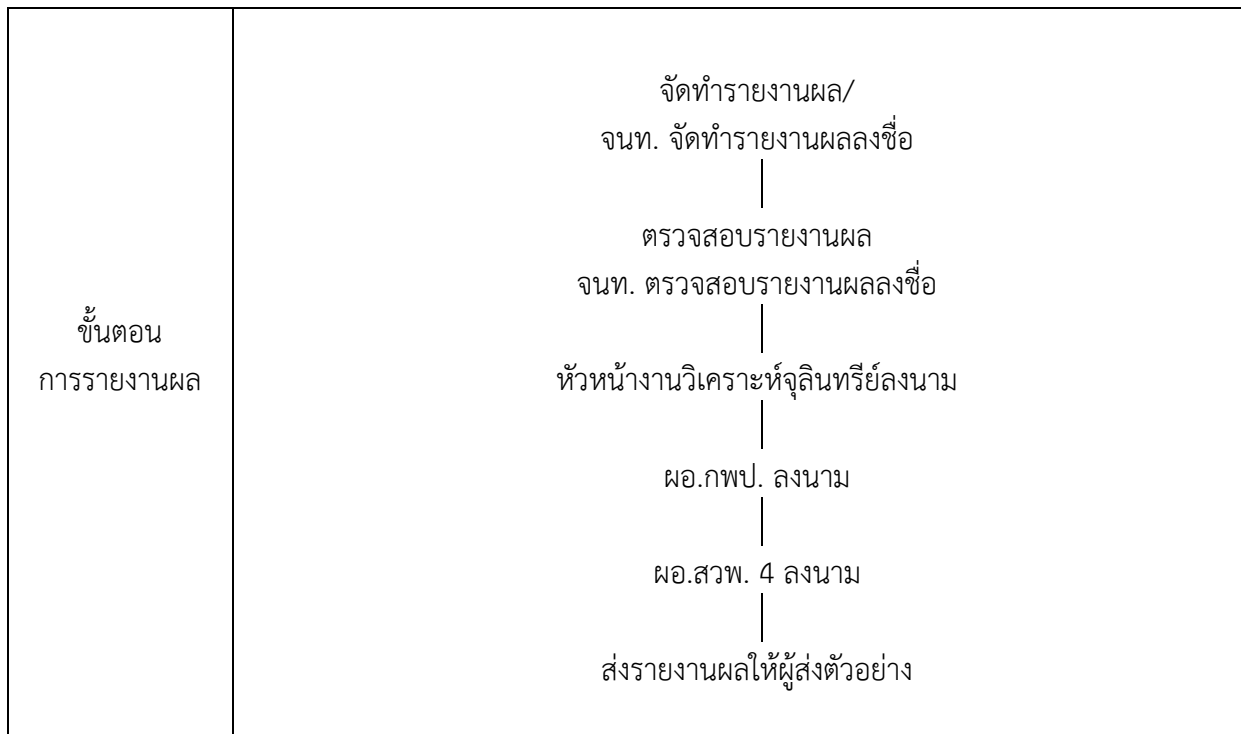 ขั้นตอน
การรายงานผล
จัดทำรายงานผล/
จนท. จัดทำรายงานผลลงชื่อ
ตรวจสอบรายงานผล
จนท. ตรวจสอบรายงานผลลงชื่อ
หัวหน้างานวิเคราะห์จุลินทรีย์ลงนาม
ผอ.กพป. ลงนาม
ผอ.สวพ. 4 ลงนาม
ส่งรายงานผลให้ผู้ส่งตัวอย่าง